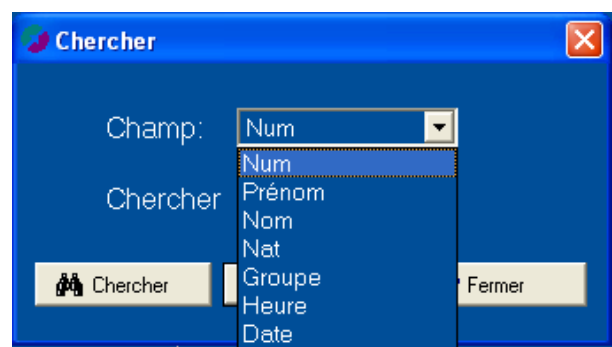 Chercher
Champ: Num
Num
Prénom
Chercher
Nom
Nat
Groupe
Heure
Date
Chercher
Fermer